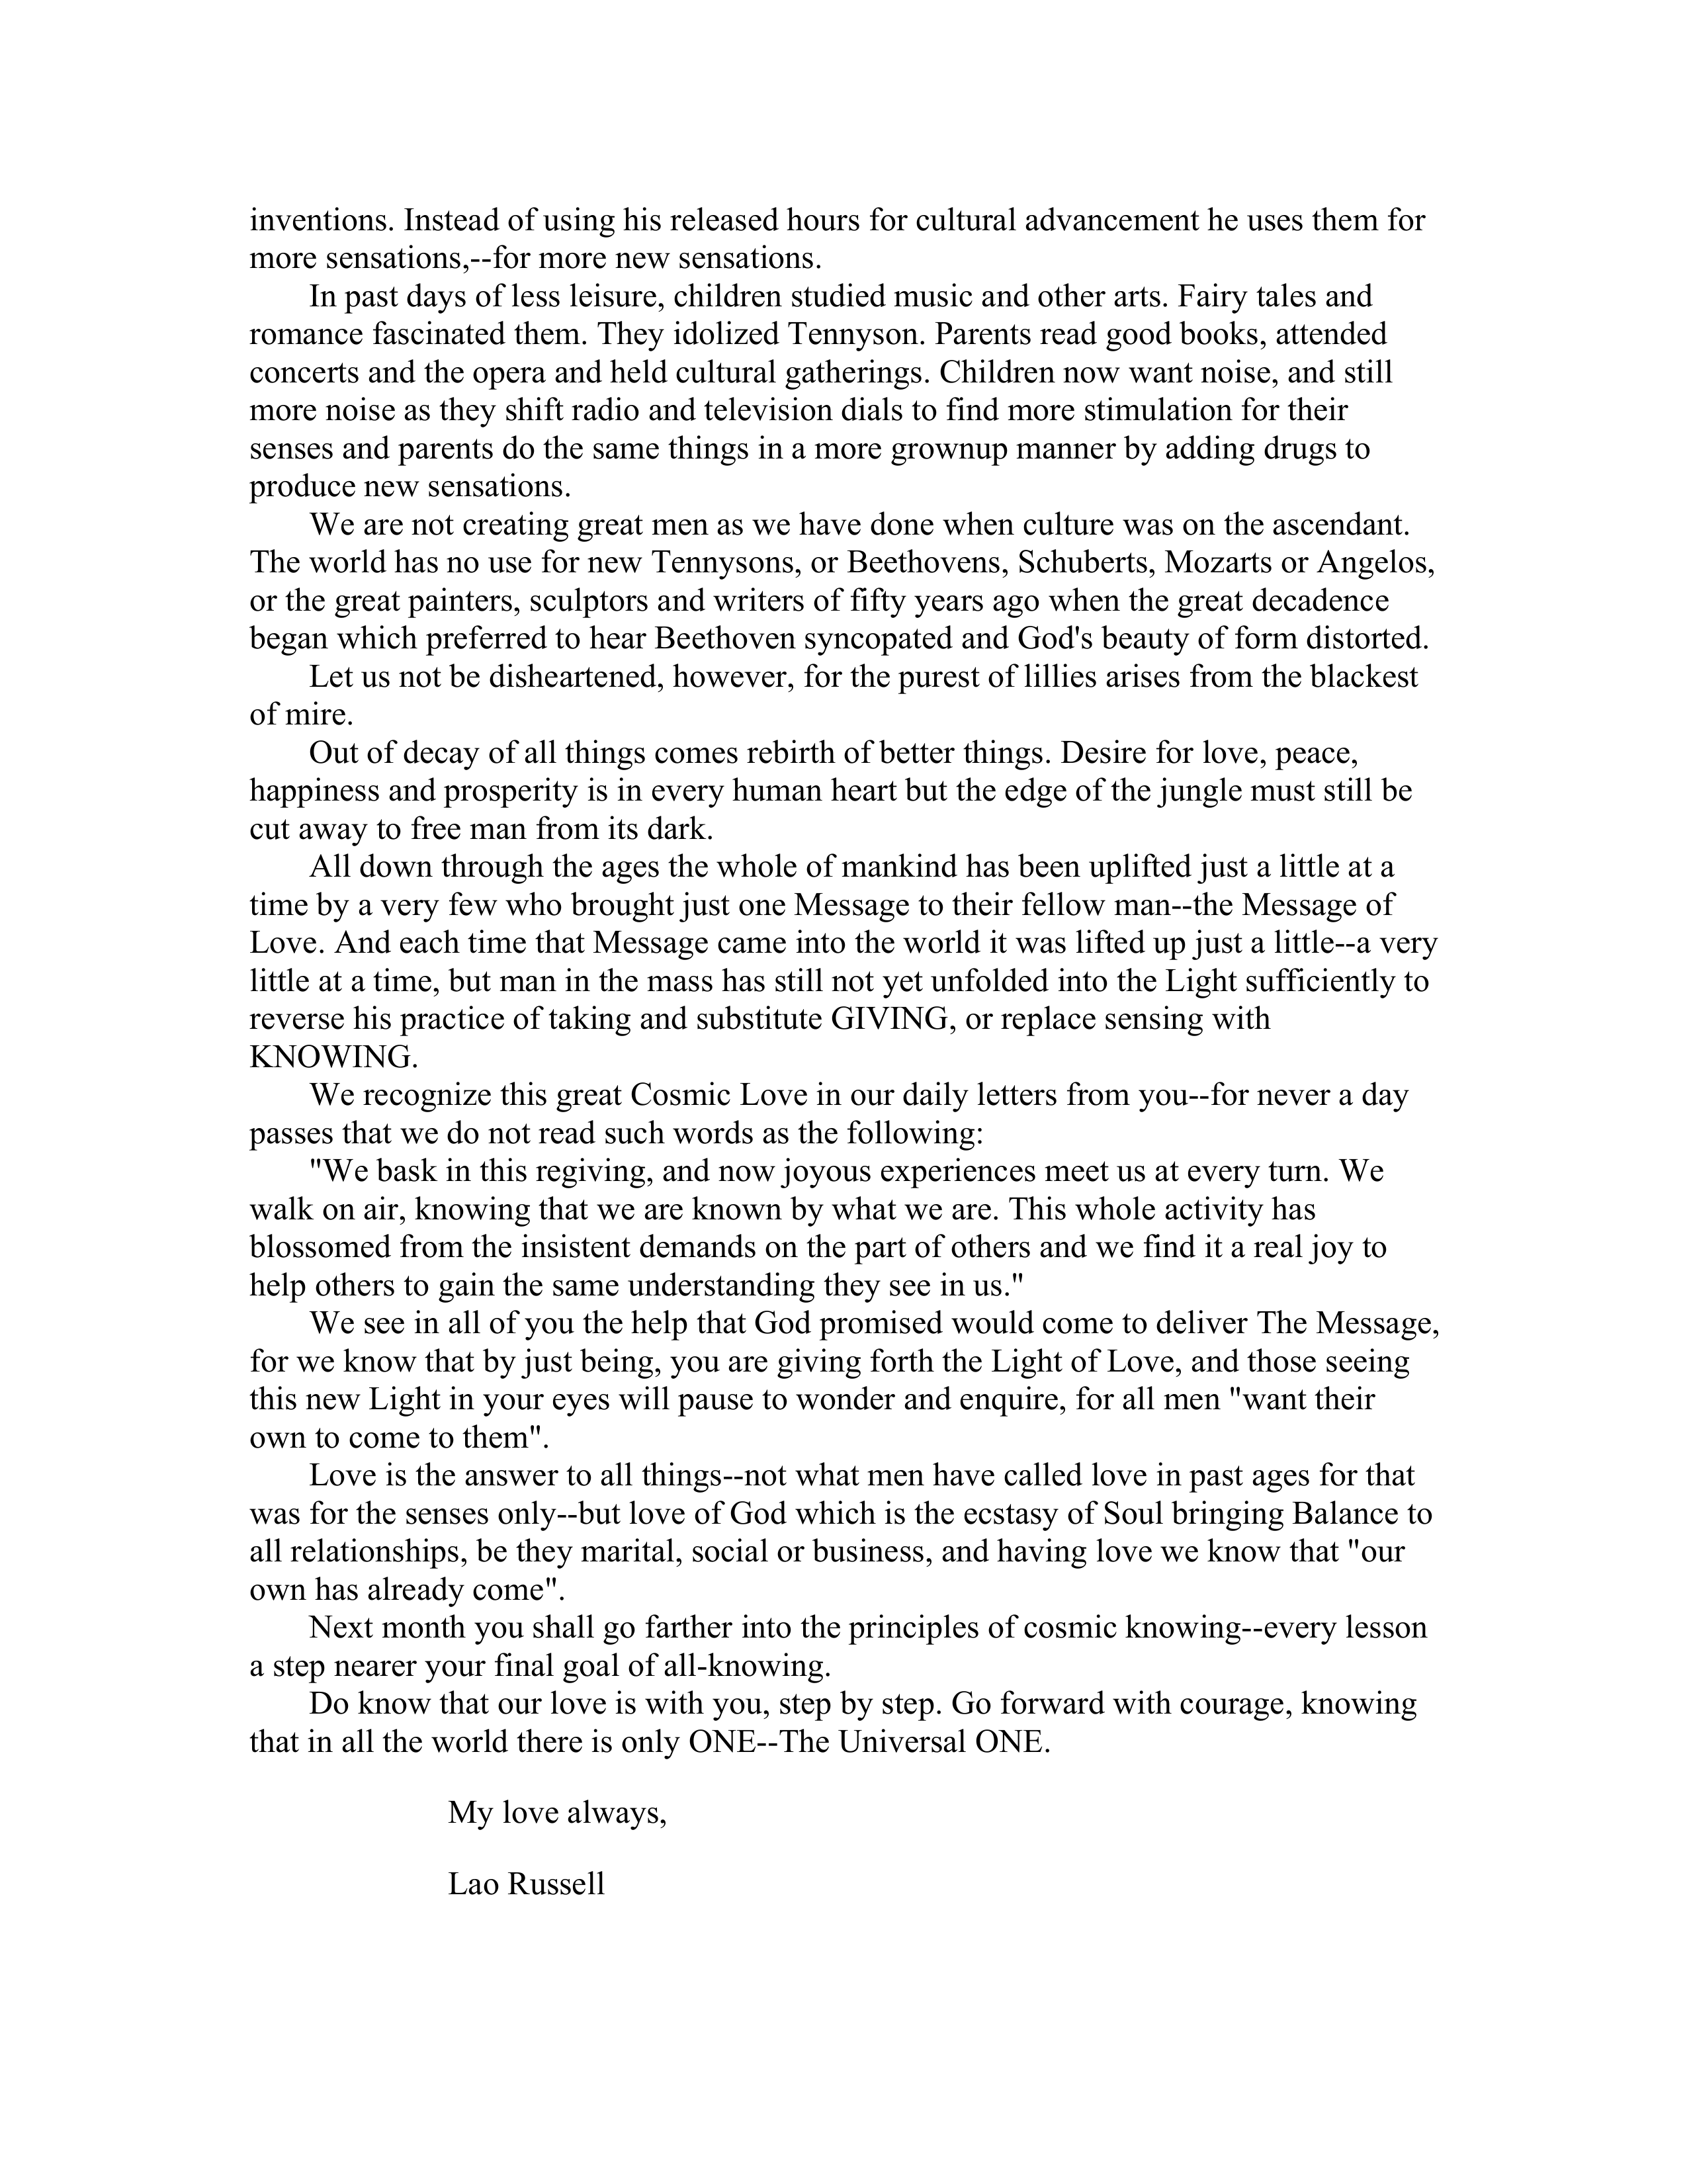 inventions. Instead of using his released hours for cultural advancement he uses them for
more sensations,--for more new sensations.
In past days of less leisure, children studied music and other arts. Fairy tales and
romance fascinated them. They idolized Tennyson. Parents read good books, attended
concerts and the opera and held cultural gatherings. Children now want noise, and still
more noise as they shift radio and television dials to find more stimulation for their
senses and parents do the same things in a more grownup manner by adding drugs to
produce new sensations.
We are not creating great men as we have done when culture was on the ascendant.
The world has no use for new Tennysons, or Beethovens, Schuberts, Mozarts or Angelos,
or the great painters, sculptors and writers of fifty years ago when the great decadence
began which preferred to hear Beethoven syncopated and God's beauty of form distorted.
Let us not be disheartened, however, for the purest of lillies arises from the blackest
of mire.
Out of decay of all things comes rebirth of better things. Desire for love, peace,
happiness and prosperity is in every human heart but the edge of the jungle must still be
cut away to free man from its dark.
All down through the ages the whole of mankind has been uplifted just a little at a
time by a very few who brought just one Message to their fellow man--the Message of
Love. And each time that Message came into the world it was lifted up just a little--a very
little at a time, but man in the mass has still not yet unfolded into the Light sufficiently to
reverse his practice of taking and substitute GIVING, or replace sensing with
KNOWING.
We recognize this great Cosmic Love in our daily letters from you--for never a day
passes that we do not read such words as the following:
"We bask in this regiving, and now joyous experiences meet us at every turn. We
walk on air, knowing that we are known by what we are. This whole activity has
blossomed from the insistent demands on the part of others and we find it a real joy to
help others to gain the same understanding they see in us."
We see in all of you the help that God promised would come to deliver The Message,
for we know that by just being, you are giving forth the Light of Love, and those seeing
this new Light in your eyes will pause to wonder and enquire, for all men "want their
own to come to them".
Love is the answer to all things--not what men have called love in past ages for that
was for the senses only--but love of God which is the ecstasy of Soul bringing Balance to
all relationships, be they marital, social or business, and having love we know that "our
own has already come".
Next month you shall go farther into the principles of cosmic knowing--every lesson
a step nearer your final goal of all-knowing.
Do know that our love is with you, step by step. Go forward with courage, knowing
that in all the world there is only ONE--The Universal ONE.
My love always,
Lao Russell